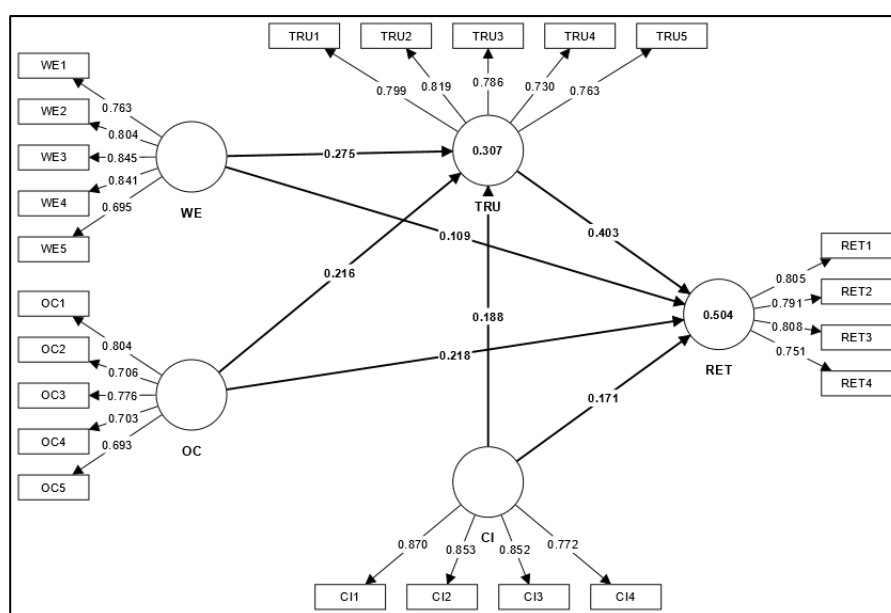 TRU1 TRU2 TRU3 TRU4 TRU5
0.799 0.819 0.786 0.730 0.763
WE1
WE2
WE3
WE4
WE5
0.763
0.804
0.845
0.841
0.695
WE
0.275
0.307
TRU
0.109
0.403
0.216
0.188
OC1
OC2
OC3
OC4
OC5
0.804
0.706
0.776
0.703
0.693
OC
0.218
0.171
0.504
RET
0.805
0.791
0.808
0.751
RET1
RET2
RET3
RET4
CI
0.870 0.853 0.852 0.772
CI1 CI2 CI3 CI4